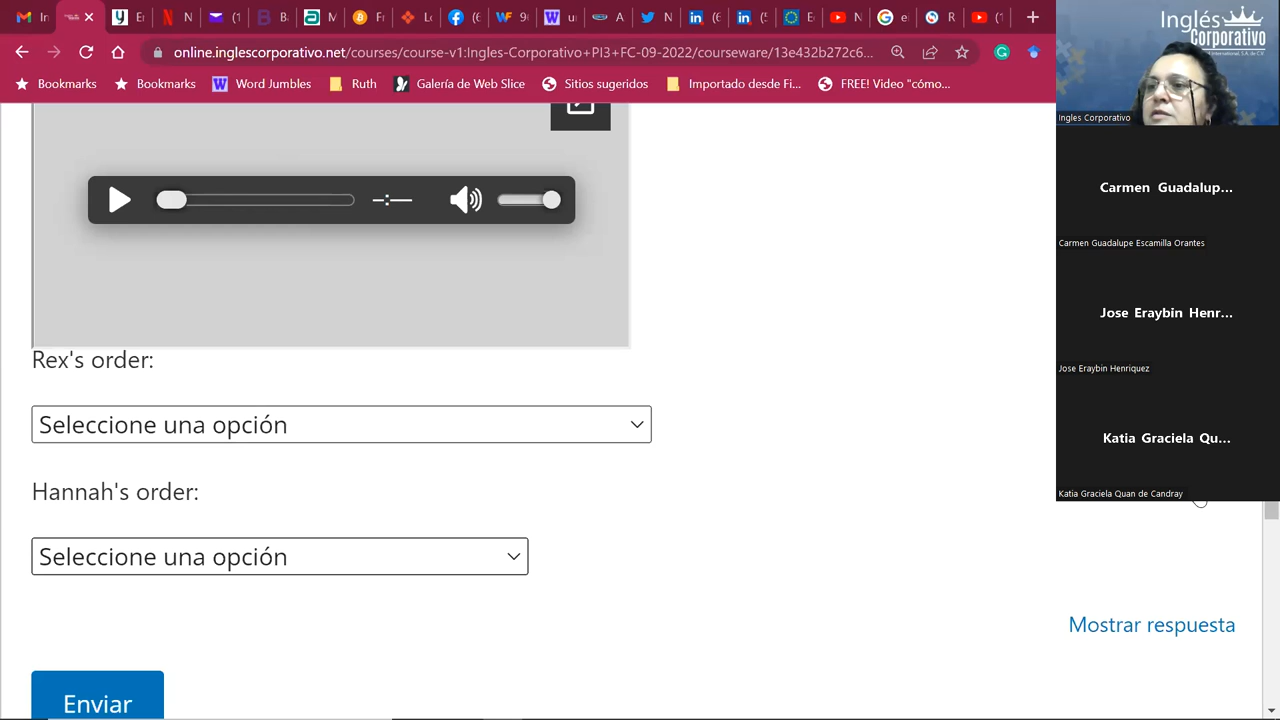 online.inglescorporativo.net/courses/course-v1:Ingles-Corporativo+PI3+FC-09-2022/courseware/13e432b272c6...
Bookmarks
Bookmarks
Word Jumbles
Ruth
Galería de Web Slice
Sitios sugeridos
Importado desde Fi...
FREE! Video "cómo...
Inglés
Corporativo
Ingles Corporativo
Carmen Guadalup...
Carmen Guadalupe Escamilla Orantes
Jose Eraybin Henr...
Jose Eraybin Henriquez
Katia Graciela Qu...
Katia Graciela Quan de Candray
Rex's order:
Seleccione una opción
Hannah's order:
Seleccione una opción
Mostrar respuesta
Enviar